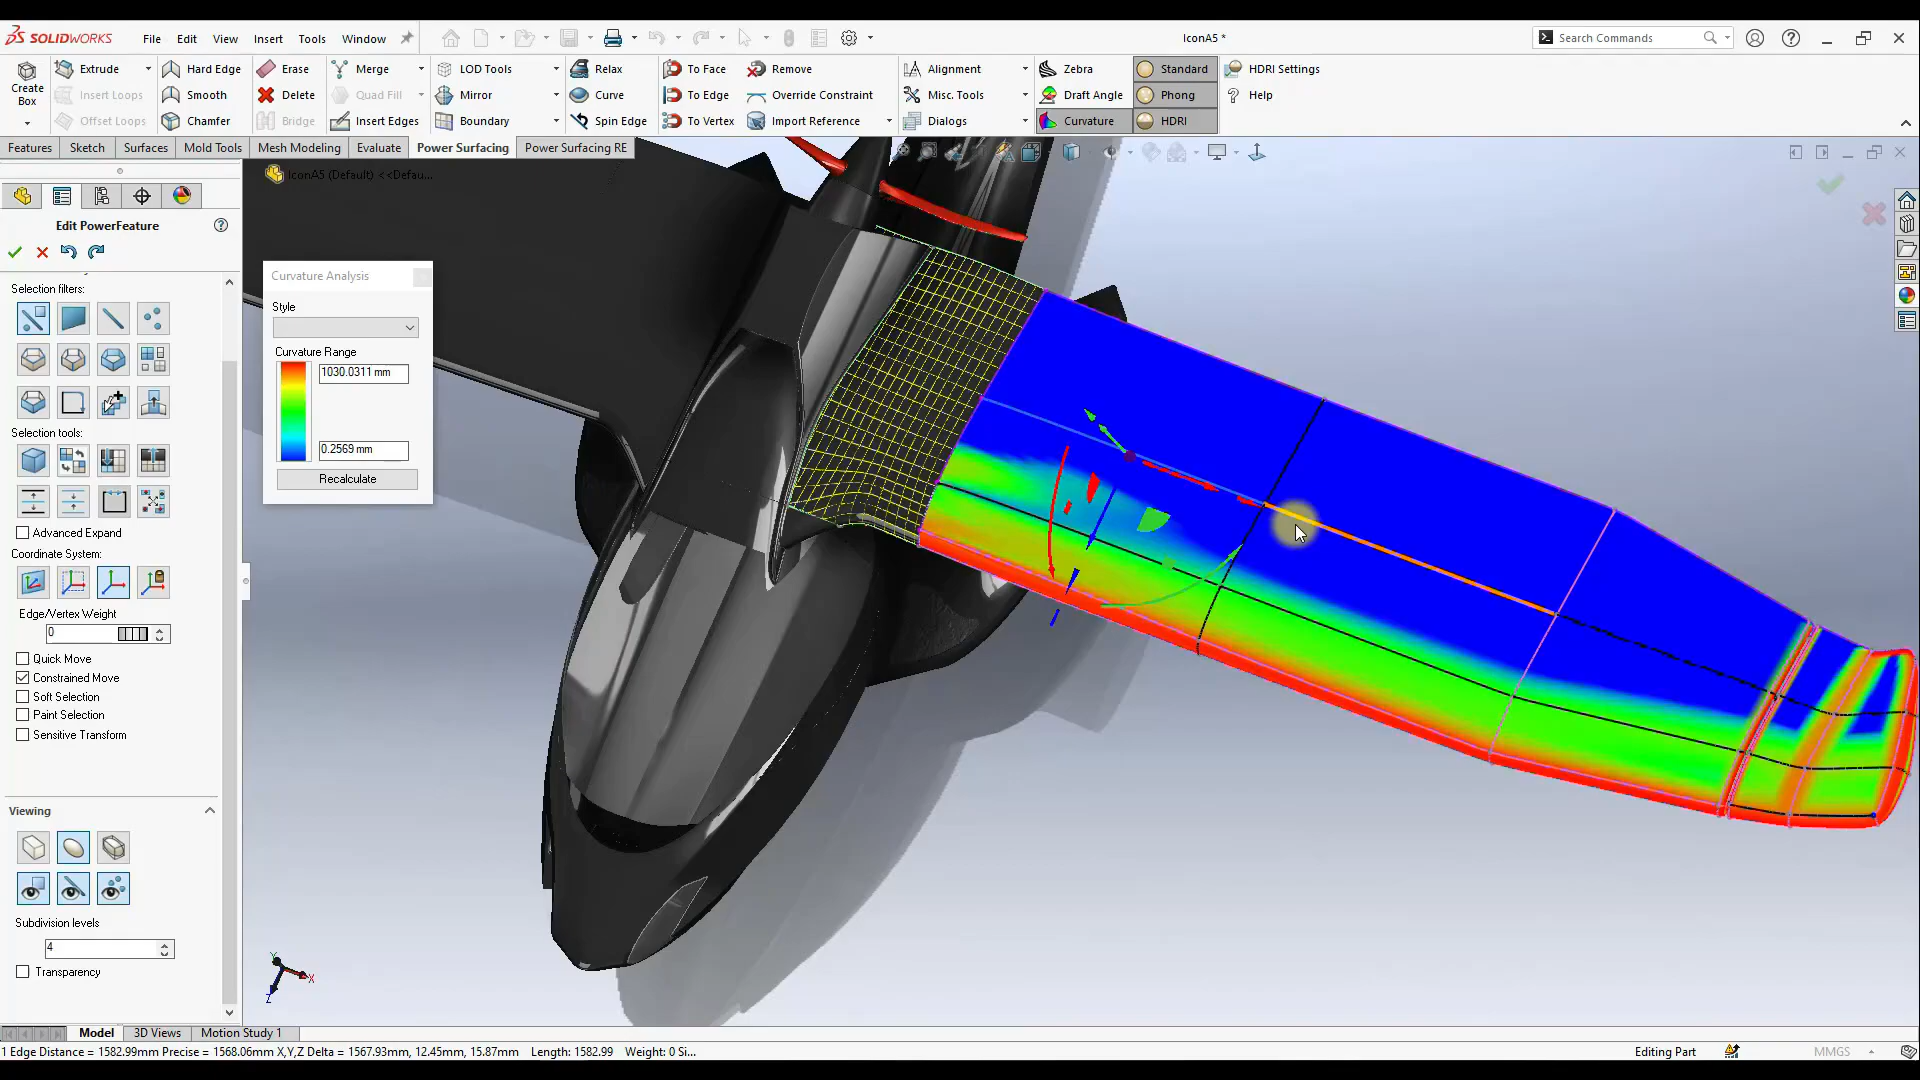 SOLIDWORKS File Edit View Insert Tools Window IconA5 * Search Commands
Create Box
Extrude Hard Edge Erase Merge LOD Tools Relax To Face Remove Alignment Zebra Standard HDRI Settings
Insert Loops Smooth Delete Quad Fill Mirror Curve To Edge Override Constraint Misc. Tools Draft Angle Phong Help
Offset Loops Chamfer Bridge Insert Edges Boundary Spin Edge To Vertex Import Reference Dialogs Curvature HDRI
Features Sketch Surfaces Mold Tools Mesh Modeling Evaluate Power Surfacing Power Surfacing RE
IconA5 (Default) <<Defau...
Edit PowerFeature
Selection filters:
Selection tools:
Advanced Expand
Coordinate System:
Edge/Vertex Weight
0
Quick Move
Constrained Move
Soft Selection
Paint Selection
Sensitive Transform
Viewing
Subdivision levels
4
Transparency
Curvature Analysis
Style
Curvature Range
1030.0311 mm
0.2569 mm
Recalculate
Y
X
Z
Model 3D Views Motion Study 1
1 Edge Distance = 1582.99mm Precise = 1568.06mm X,Y,Z Delta = 1567.93mm, 12.45mm, 15.87mm Length: 1582.99 Weight: 0 Si... Editing Part MMGS